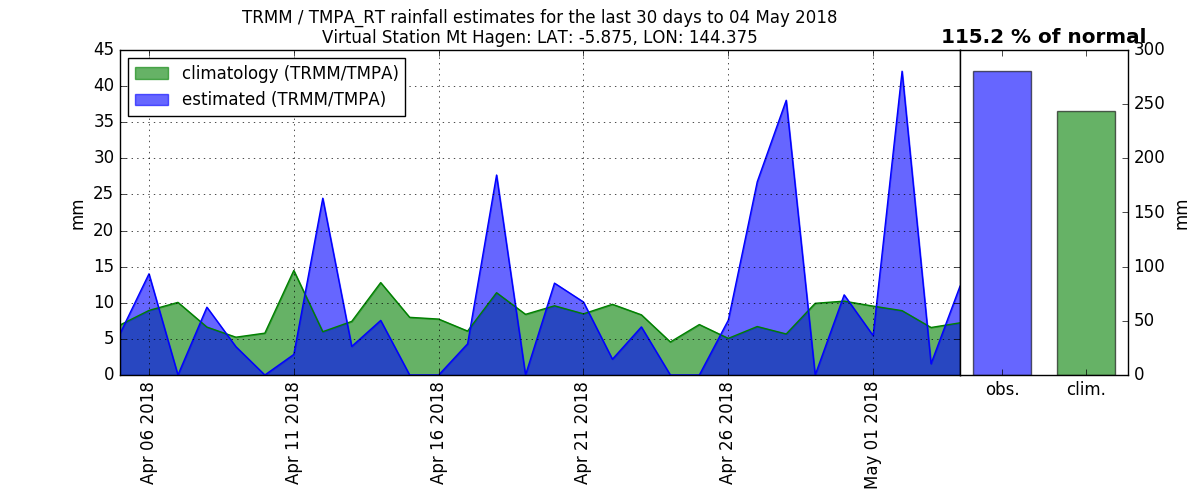 TRMM / TMPA_RT rainfall estimates for the last 30 days to 04 May 2018
Virtual Station Mt Hagen: LAT: -5.875, LON: 144.375
115.2 % of normal
climatology (TRMM/TMPA)
estimated (TRMM/TMPA)
45
40
35
30
25
20
15
10
5
0
mm
Apr 06 2018
Apr 11 2018
Apr 16 2018
Apr 21 2018
Apr 26 2018
May 01 2018
obs.
clim.
300
250
200
150
100
50
0
mm